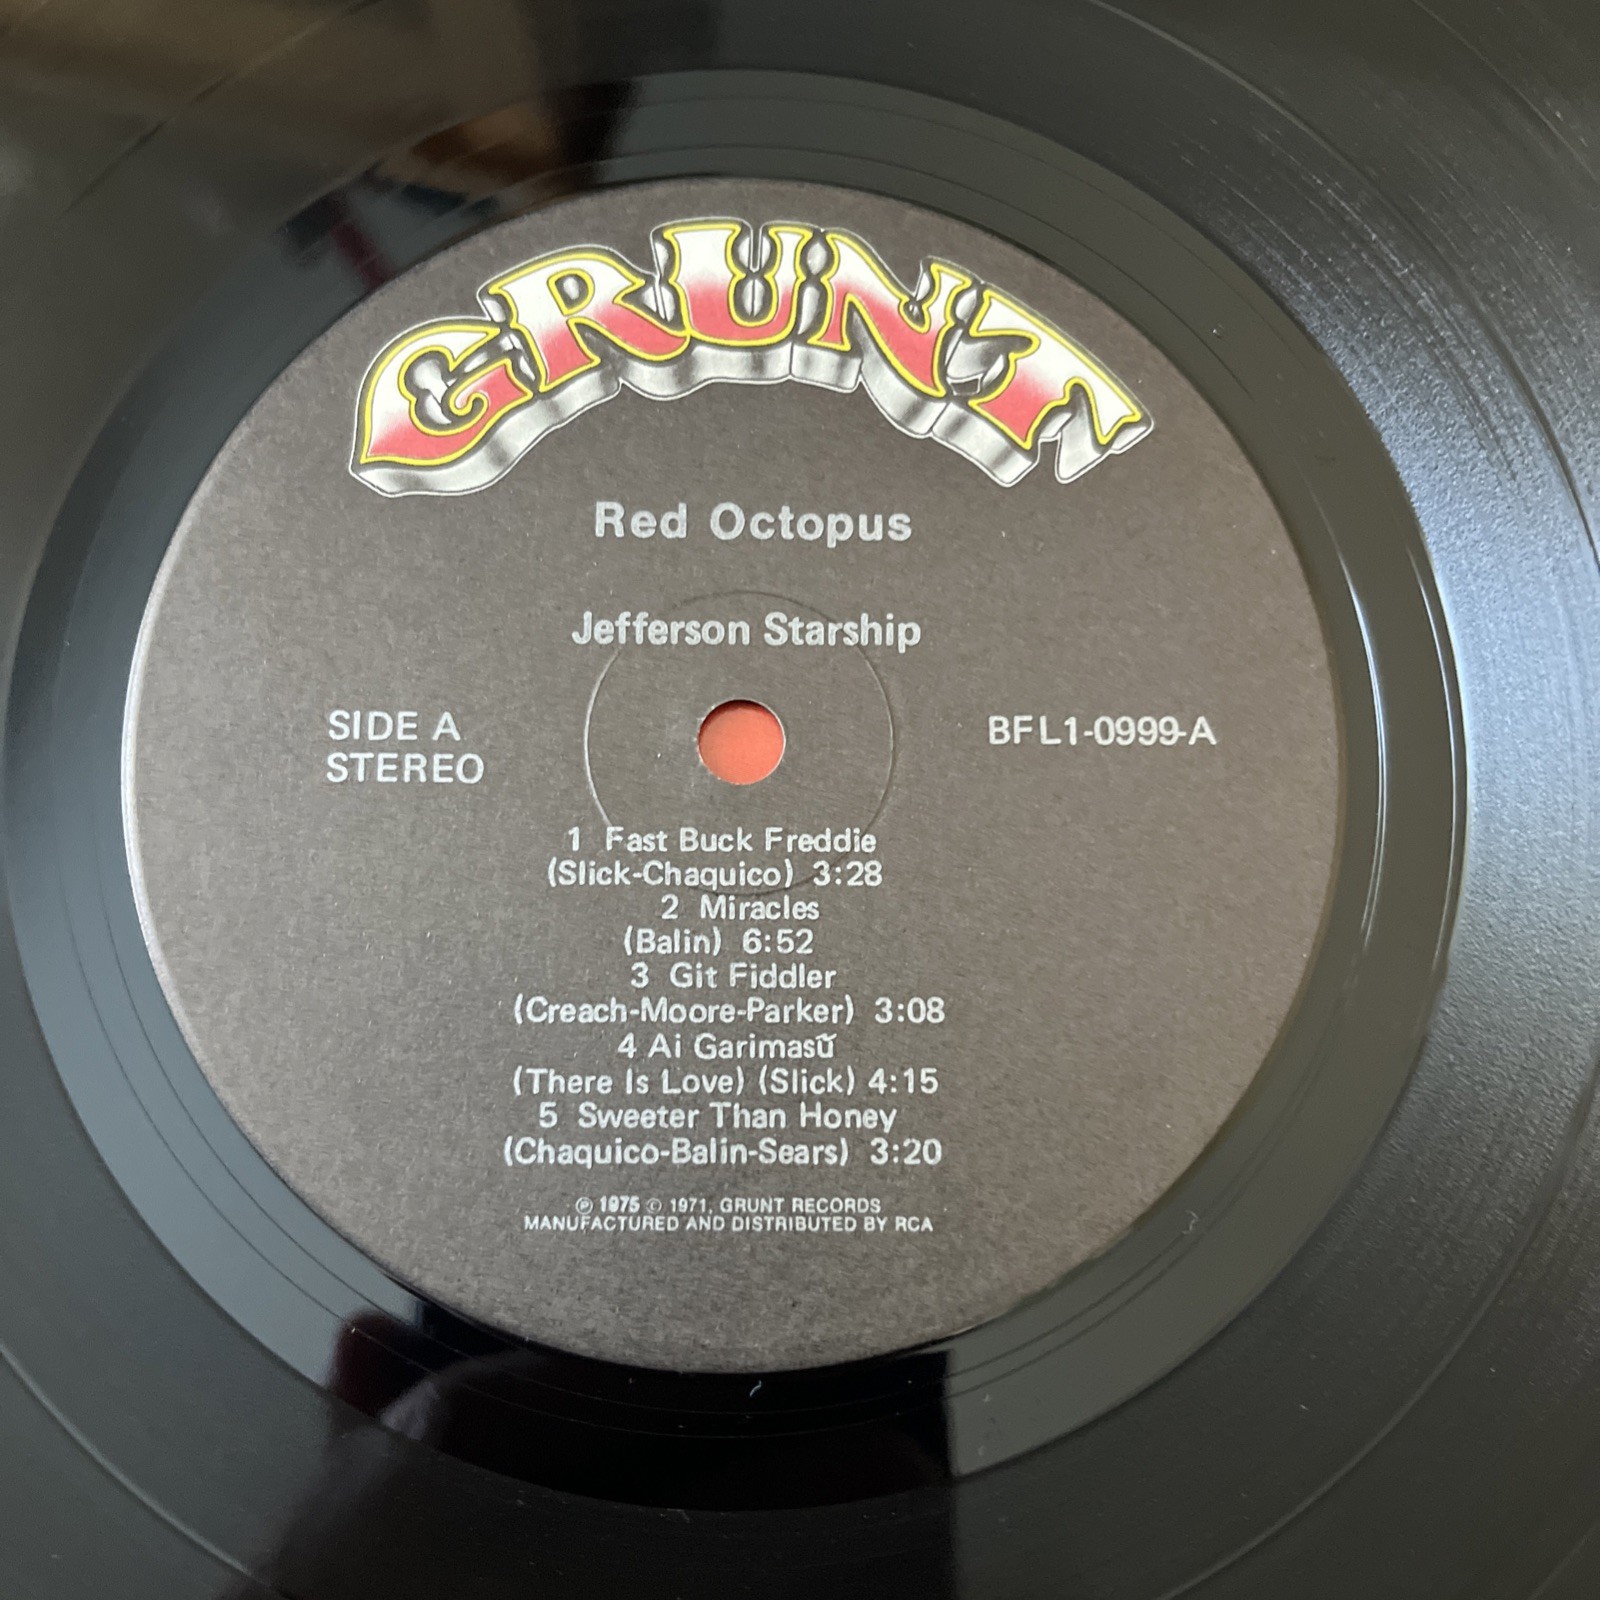 GRUNT
Red Octopus
Jefferson Starship
SIDE A
STEREO
BFL1-0999-A
1 Fast Buck Freddie
(Slick-Chaquico) 3:28
2 Miracles
(Balin) 6:52
3 Git Fiddler
(Creach-Moore-Parker) 3:08
4 Ai Garimasū
(There Is Love) (Slick) 4:15
5 Sweeter Than Honey
(Chaquico-Balin-Sears) 3:20
℗ 1975 © 1971, GRUNT RECORDS
MANUFACTURED AND DISTRIBUTED BY RCA